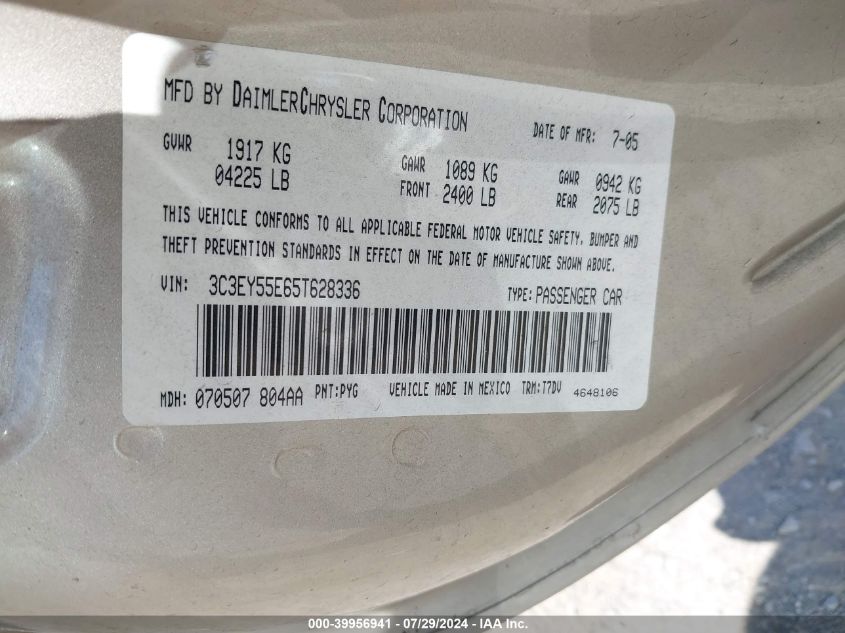 MFD BY DAIMLERCHRYSLER CORPORATION DATE OF MFR: 7-05
GVWR 1917 KG GAWR 1089 KG GAWR 0942 KG
04225 LB FRONT 2400 LB REAR 2075 LB
THIS VEHICLE CONFORMS TO ALL APPLICABLE FEDERAL MOTOR VEHICLE SAFETY, BUMPER AND
THEFT PREVENTION STANDARDS IN EFFECT ON THE DATE OF MANUFACTURE SHOWN ABOVE.
VIN: 3C3EY55E65T628336 TYPE: PASSENGER CAR
MDH: 070507 804AA PNT:PYG VEHICLE MADE IN MEXICO TRM:T7DV 4648106
000-39956941 - 07/29/2024 - IAA Inc.